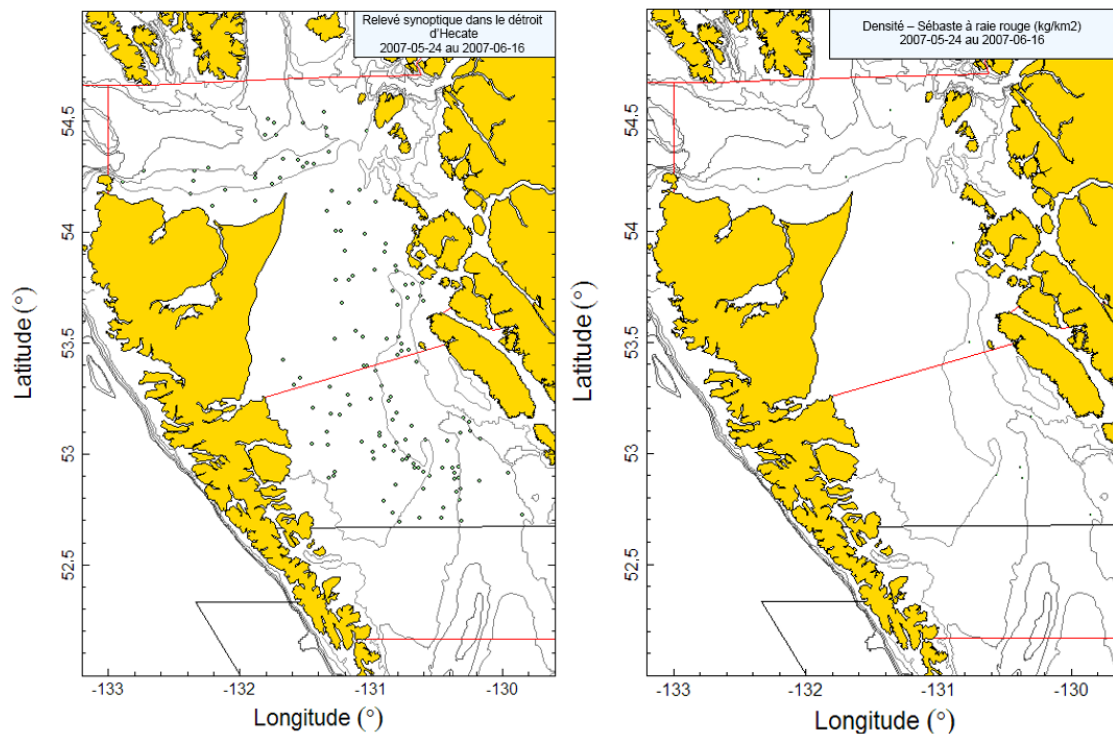 Relevé synoptique dans le détroit
d'Hecate
2007-05-24 au 2007-06-16
54.5
54
53.5
53
52.5
Latitude (°)
-133
-132
-131
-130
Longitude (°)
Densité – Sébaste à raie rouge (kg/km2)
2007-05-24 au 2007-06-16
54.5
54
53.5
53
52.5
Latitude (°)
-133
-132
-131
-130
Longitude (°)